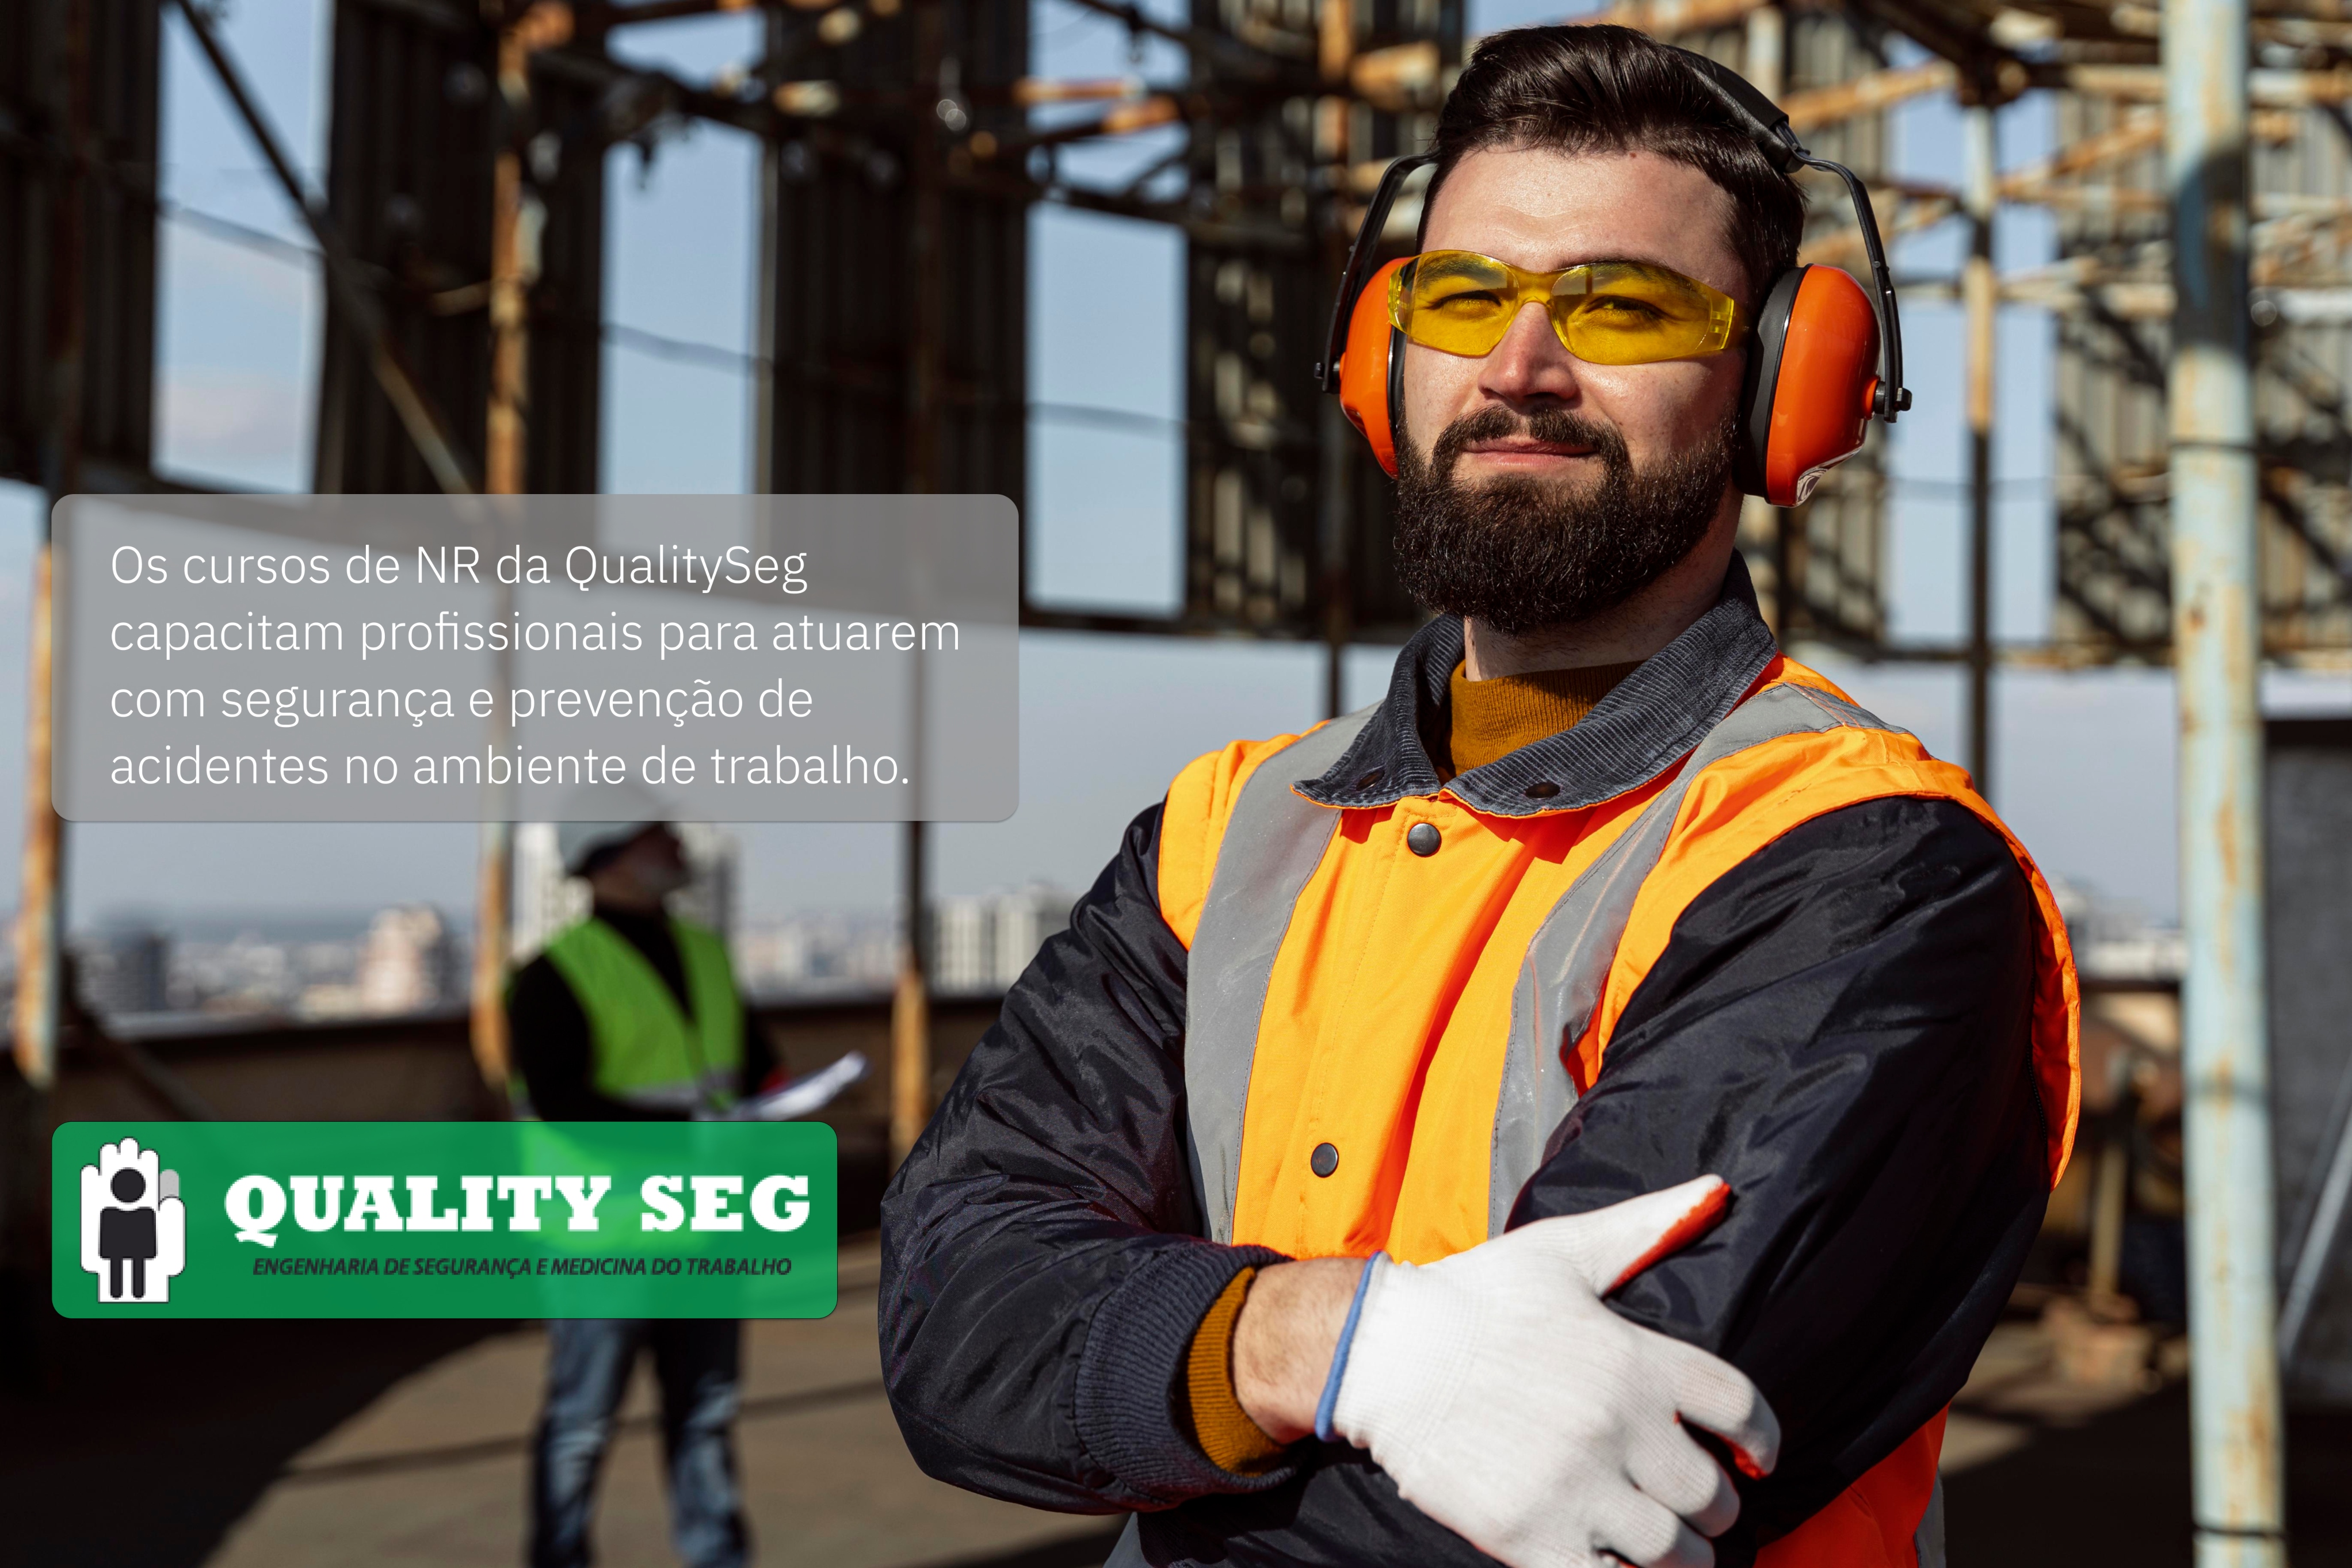 Os cursos de NR da QualitySeg
capacitam profissionais para atuarem
com segurança e prevenção de
acidentes no ambiente de trabalho.
QUALITY SEG
ENGENHARIA DE SEGURANÇA E MEDICINA DO TRABALHO